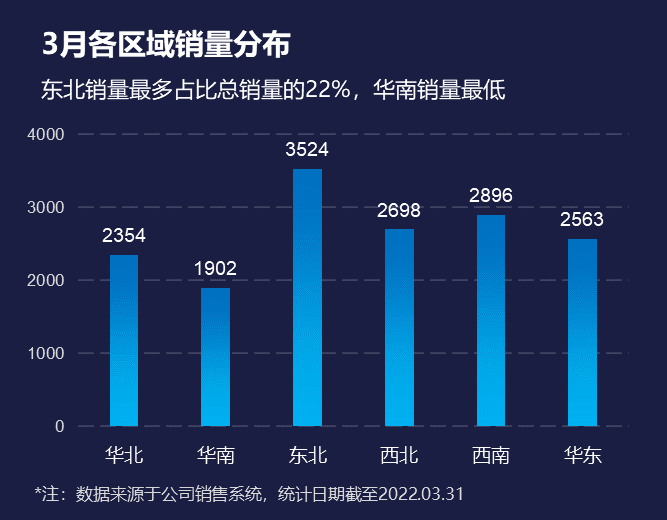 3月各区域销量分布
东北销量最多占比总销量的22%，华南销量最低
4000
3524
3000
2896
2698
2563
2354
2000
1902
1000
0
华北 华南 东北 西北 西南 华东
*注：数据来源于公司销售系统，统计日期截至2022.03.31